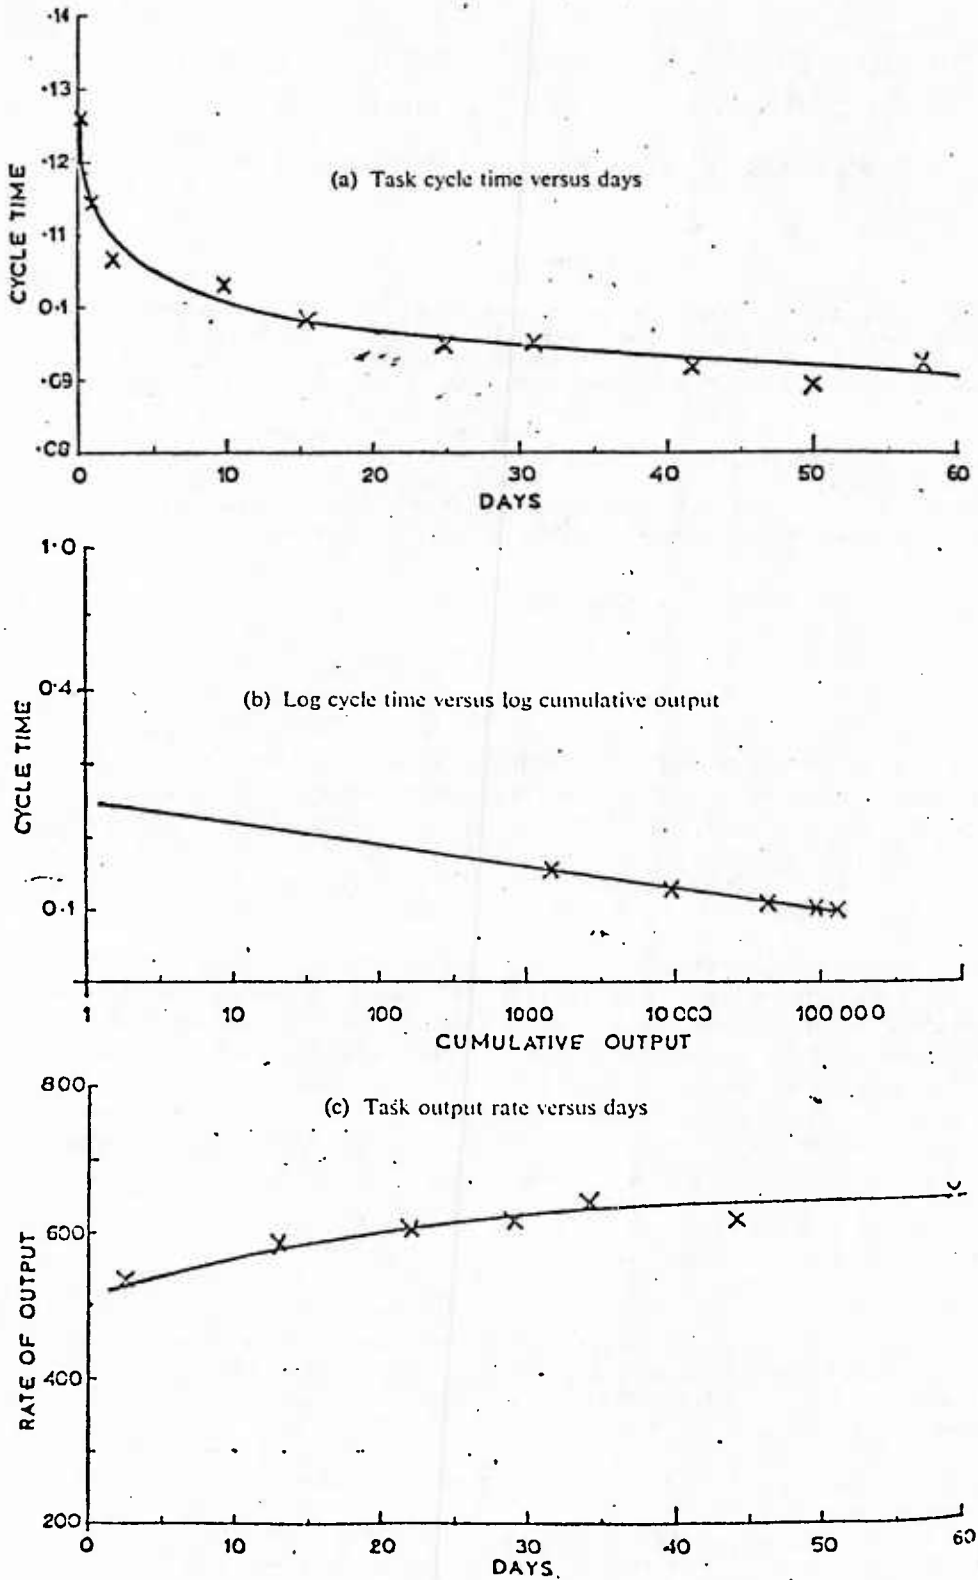 ·14
·13
·12
·11
0·1
·09
·08
CYCLE TIME
(a) Task cycle time versus days
0 10 20 30 40 50 60
DAYS
1·0
0·4
0·1
CYCLE TIME
(b) Log cycle time versus log cumulative output
1 10 100 1000 10 000 100 000
CUMULATIVE OUTPUT
800
600
400
200
RATE OF OUTPUT
(c) Task output rate versus days
0 10 20 30 40 50 60
DAYS